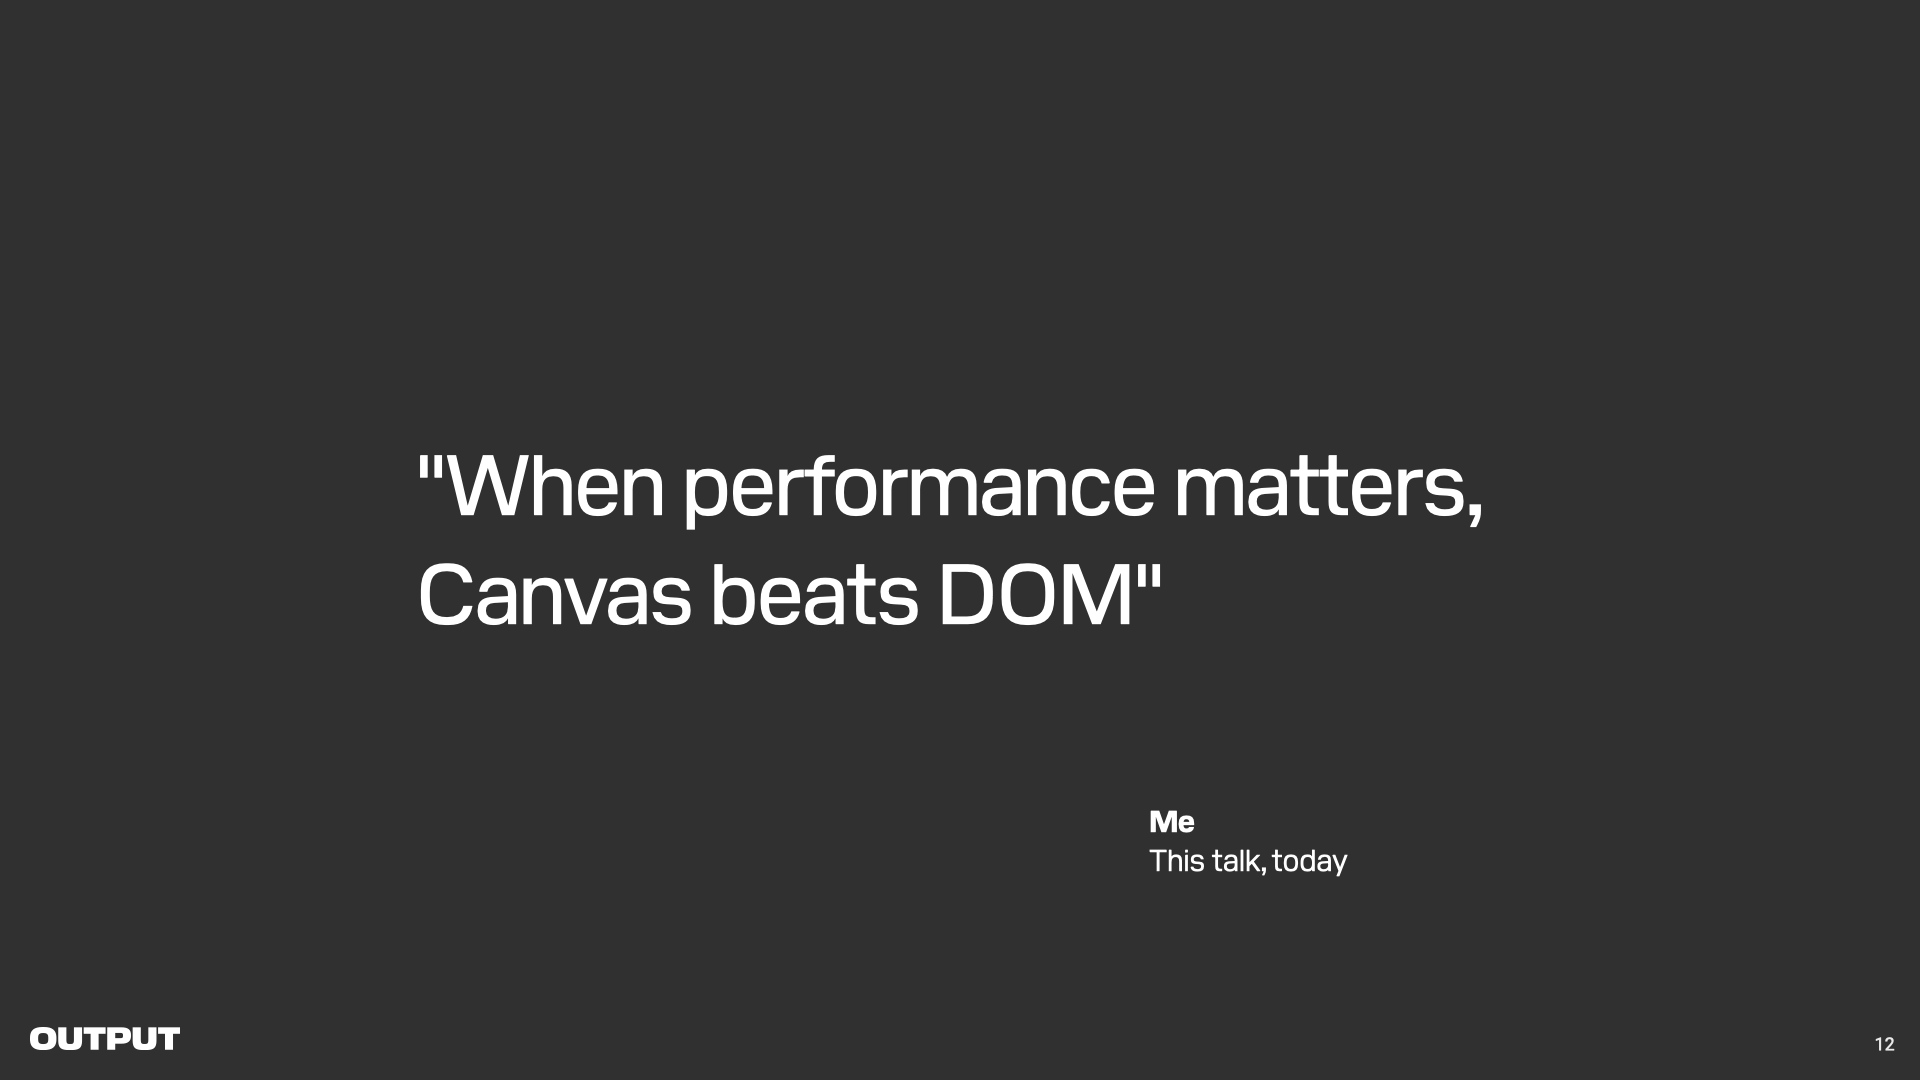 "When performance matters,
Canvas beats DOM"
Me
This talk, today
OUTPUT
12